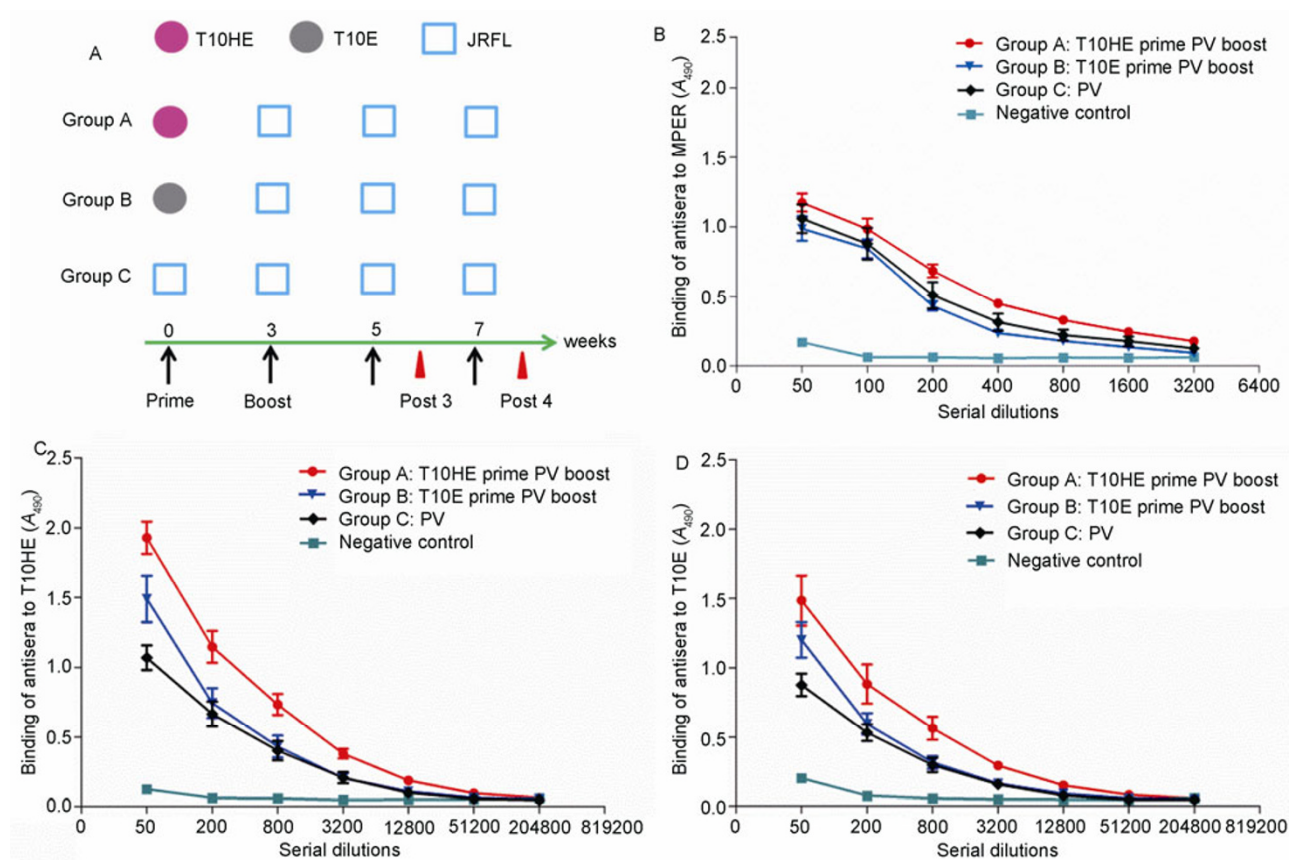 A
T10HE T10E JRFL
Group A
Group B
Group C
0 3 5 7
weeks
Prime Boost Post 3 Post 4
B
Binding of antisera to MPER (A490)
2.5
2.0
1.5
1.0
0.5
0.0
Group A: T10HE prime PV boost
Group B: T10E prime PV boost
Group C: PV
Negative control
0 50 100 200 400 800 1600 3200 6400
Serial dilutions
C
Binding of antisera to T10HE (A490)
2.5
2.0
1.5
1.0
0.5
0.0
Group A: T10HE prime PV boost
Group B: T10E prime PV boost
Group C: PV
Negative control
0 50 200 800 3200 12800 51200 204800 819200
Serial dilutions
D
Binding of antisera to T10E (A490)
2.5
2.0
1.5
1.0
0.5
0.0
Group A: T10HE prime PV boost
Group B: T10E prime PV boost
Group C: PV
Negative control
0 50 200 800 3200 12800 51200 204800 819200
Serial dilutions